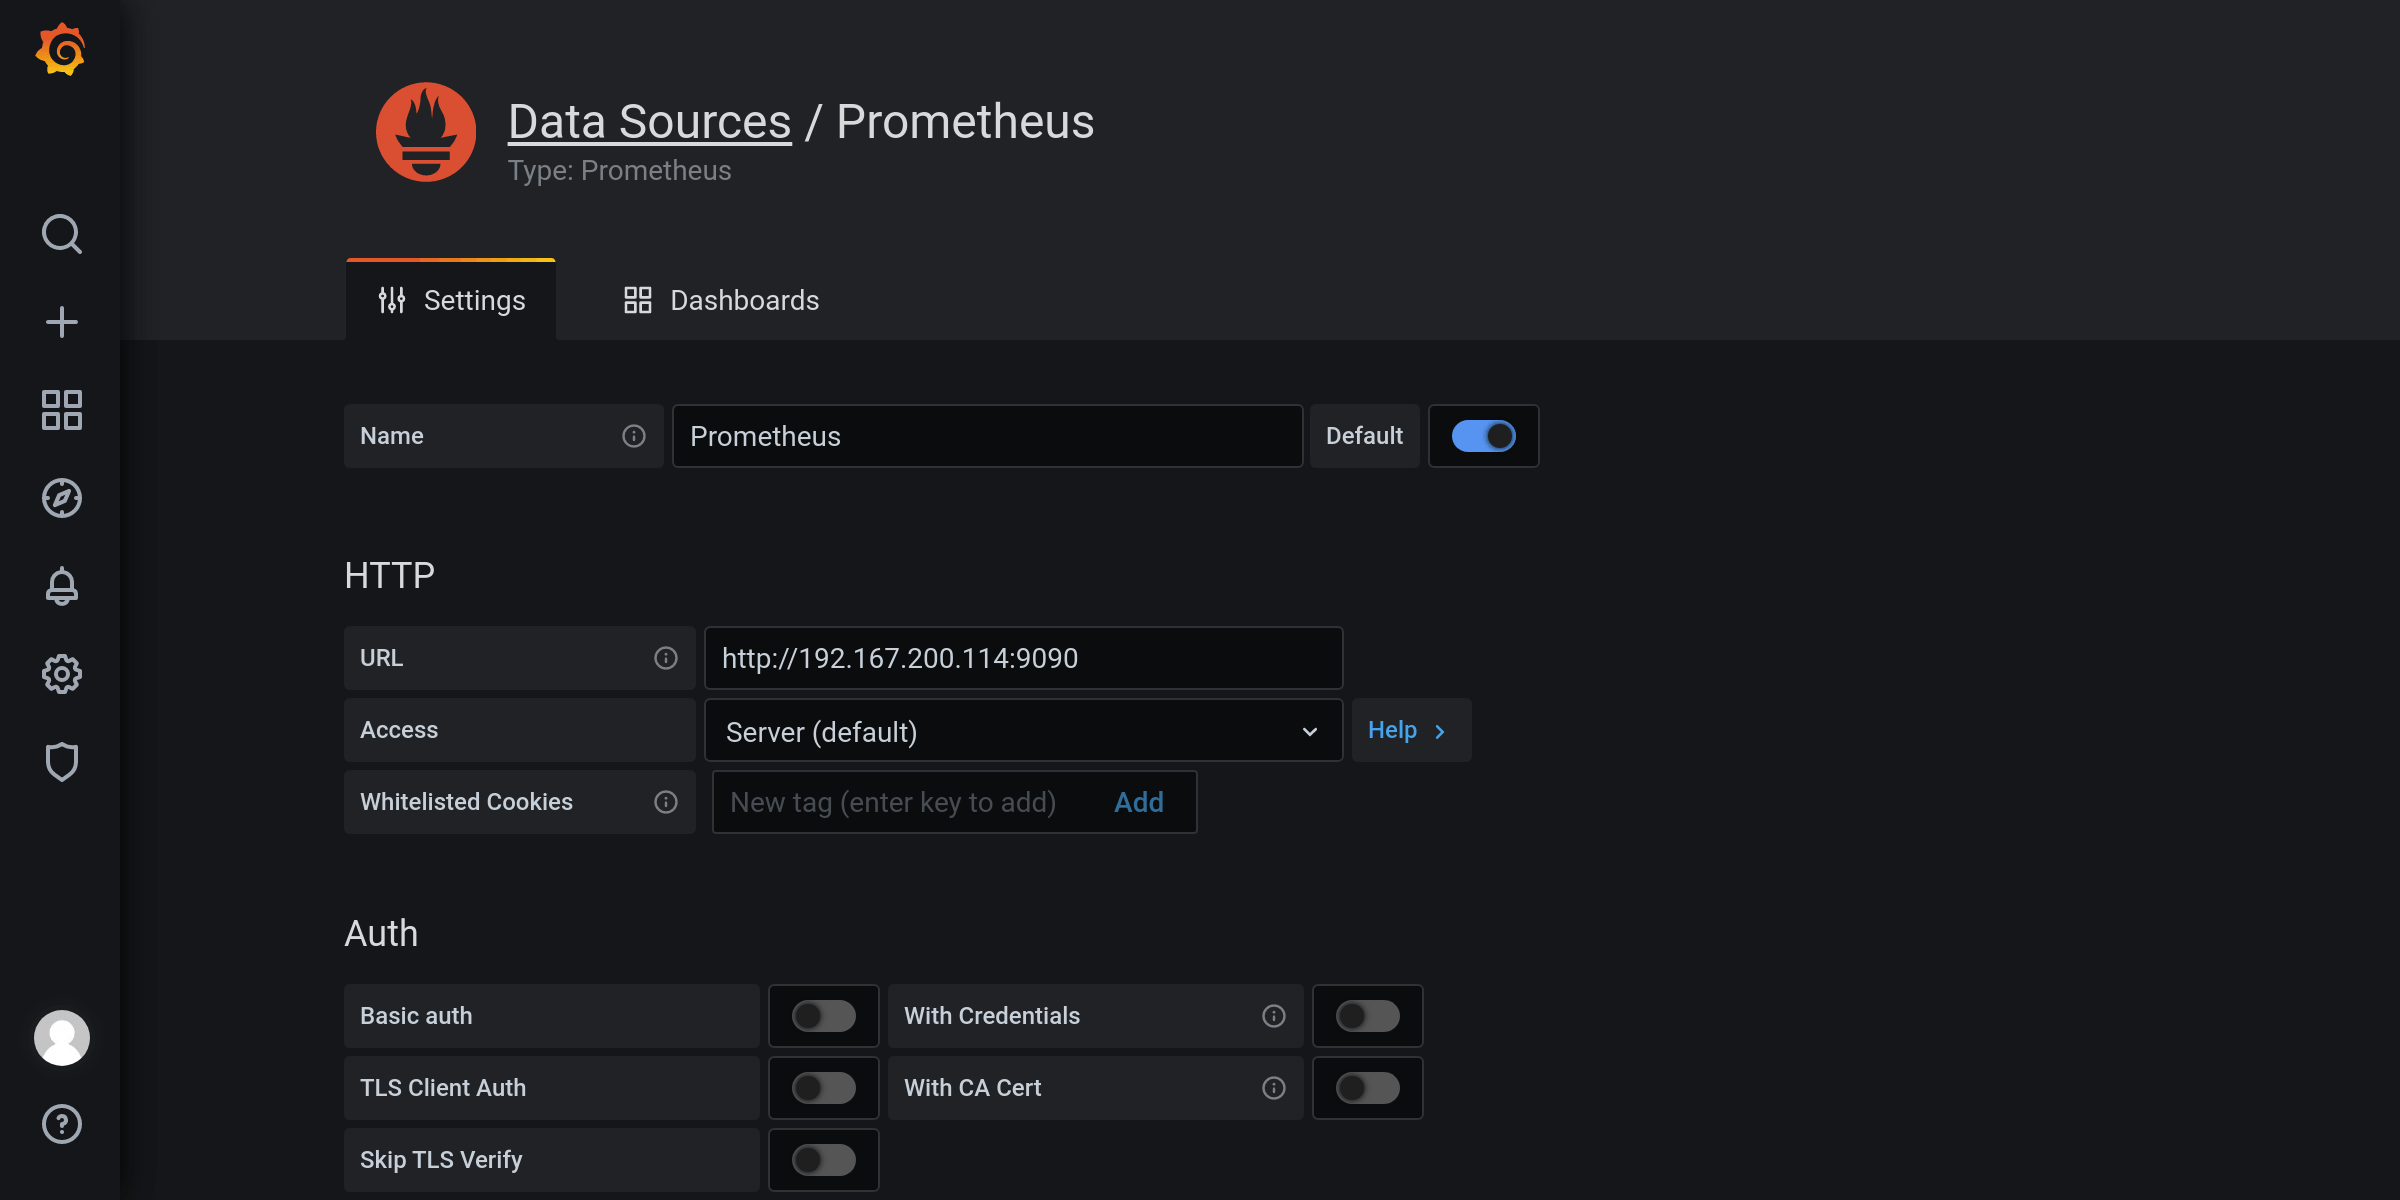 Data Sources / Prometheus
Type: Prometheus
Settings
Dashboards
Name
Prometheus
Default
HTTP
URL
http://192.167.200.114:9090
Access
Server (default)
Help
Whitelisted Cookies
New tag (enter key to add)
Add
Auth
Basic auth
With Credentials
TLS Client Auth
With CA Cert
Skip TLS Verify